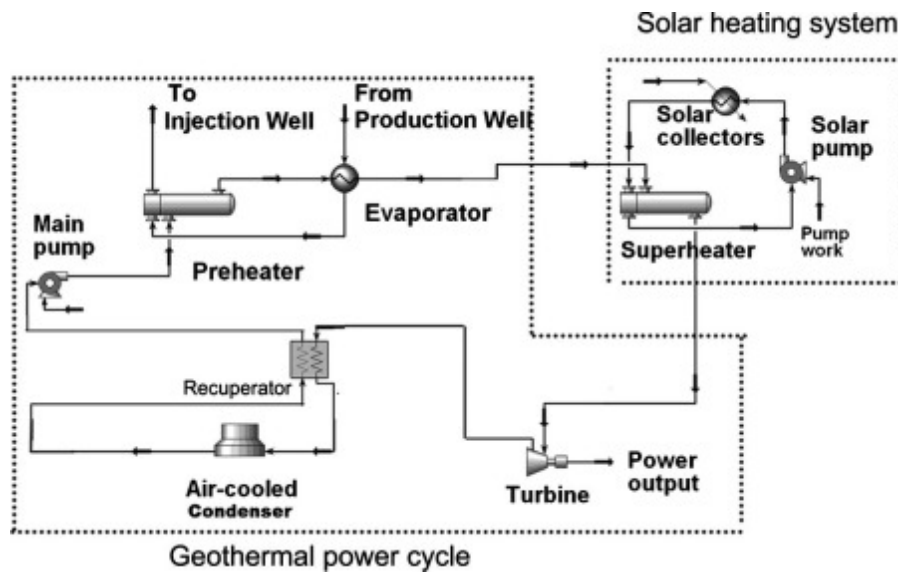 Solar heating system
To
Injection Well
From
Production Well
Solar
collectors
Solar
pump
Evaporator
Main
pump
Preheater
Superheater
Pump
work
Recuperator
Air-cooled
Condenser
Turbine
Power
output
Geothermal power cycle